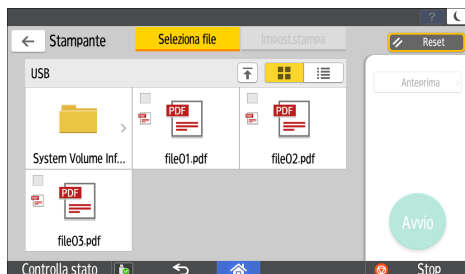 ?
Stampante
Seleziona file
Impost.stampa
Reset
USB
Anteprima
System Volume Inf...
PDF
file01.pdf
PDF
file02.pdf
PDF
file03.pdf
Avvio
Controlla stato
Stop